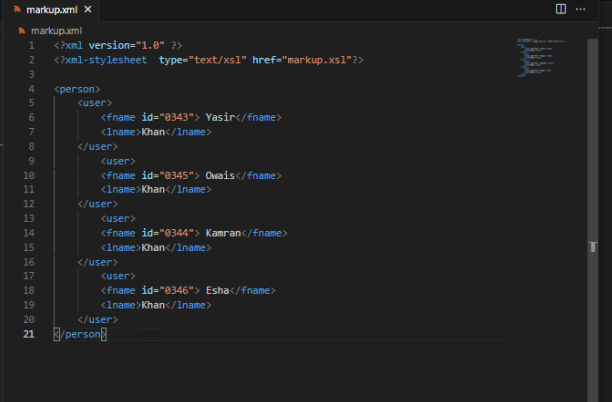 markup.xml ×
markup.xml
1 <?xml version="1.0" ?>
2 <?xml-stylesheet  type="text/xsl" href="markup.xsl"?>
3
4 <person>
5     <user>
6         <fname id="0343"> Yasir</fname>
7         <lname>Khan</lname>
8     </user>
9         <user>
10         <fname id="0345"> Owais</fname>
11         <lname>Khan</lname>
12     </user>
13         <user>
14         <fname id="0344"> Kamran</fname>
15         <lname>Khan</lname>
16     </user>
17         <user>
18         <fname id="0346"> Esha</fname>
19         <lname>Khan</lname>
20     </user>
21 </person>